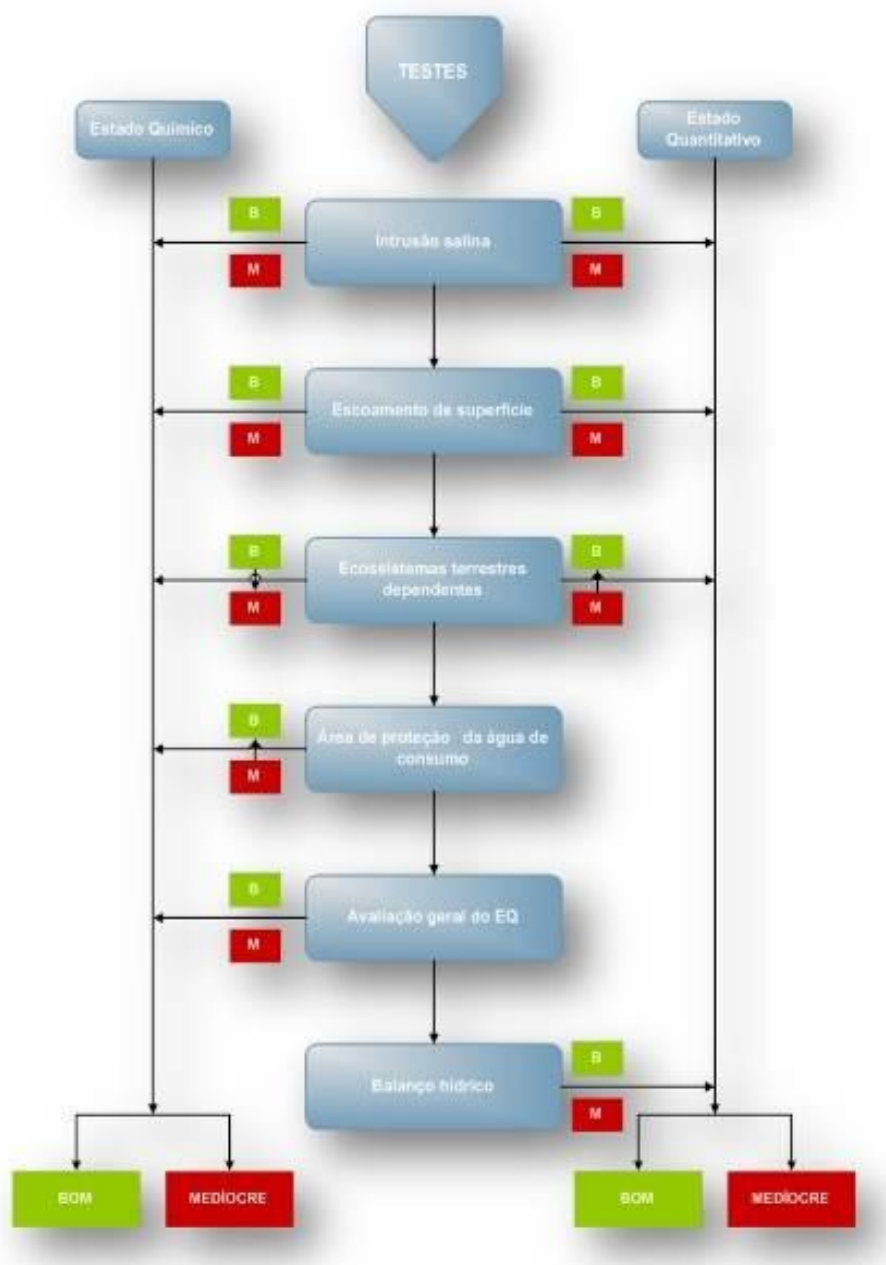 TESTES
Estado Químico
Estado
Quantitativo
B
B
Intrusão salina
M
M
B
B
Escoamento de superfície
M
M
B
B
Ecossistemas terrestres
dependentes
M
M
B
Área de proteção da água de
consumo
M
B
Avaliação geral do EQ
M
B
Balanço hídrico
M
BOM
MEDÍOCRE
BOM
MEDÍOCRE